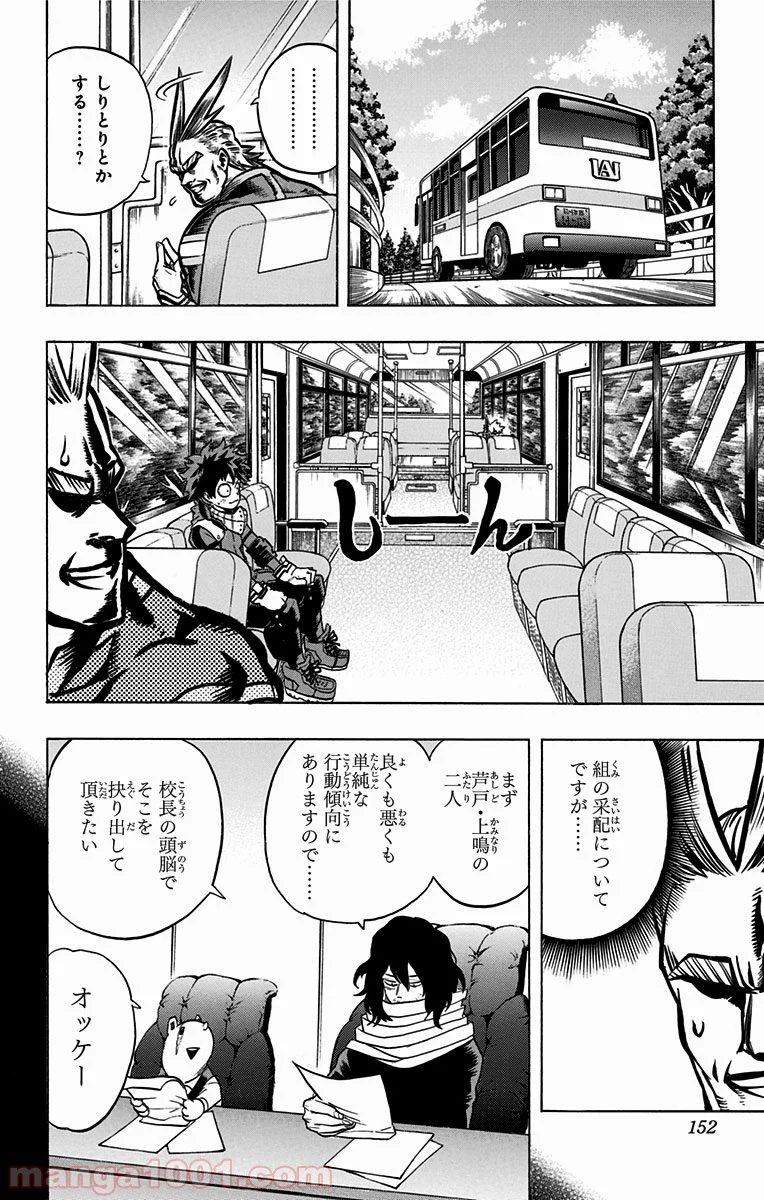 UA
………
………
しりとりとか
する……?
しーん
組の采配について
ですが……
まず
芦戸・上鳴の
二人
良くも悪くも
単純な
行動傾向に
ありますので……
校長の頭脳で
そこを
抉り出して
頂きたい
オッケー
152
manga1001.com